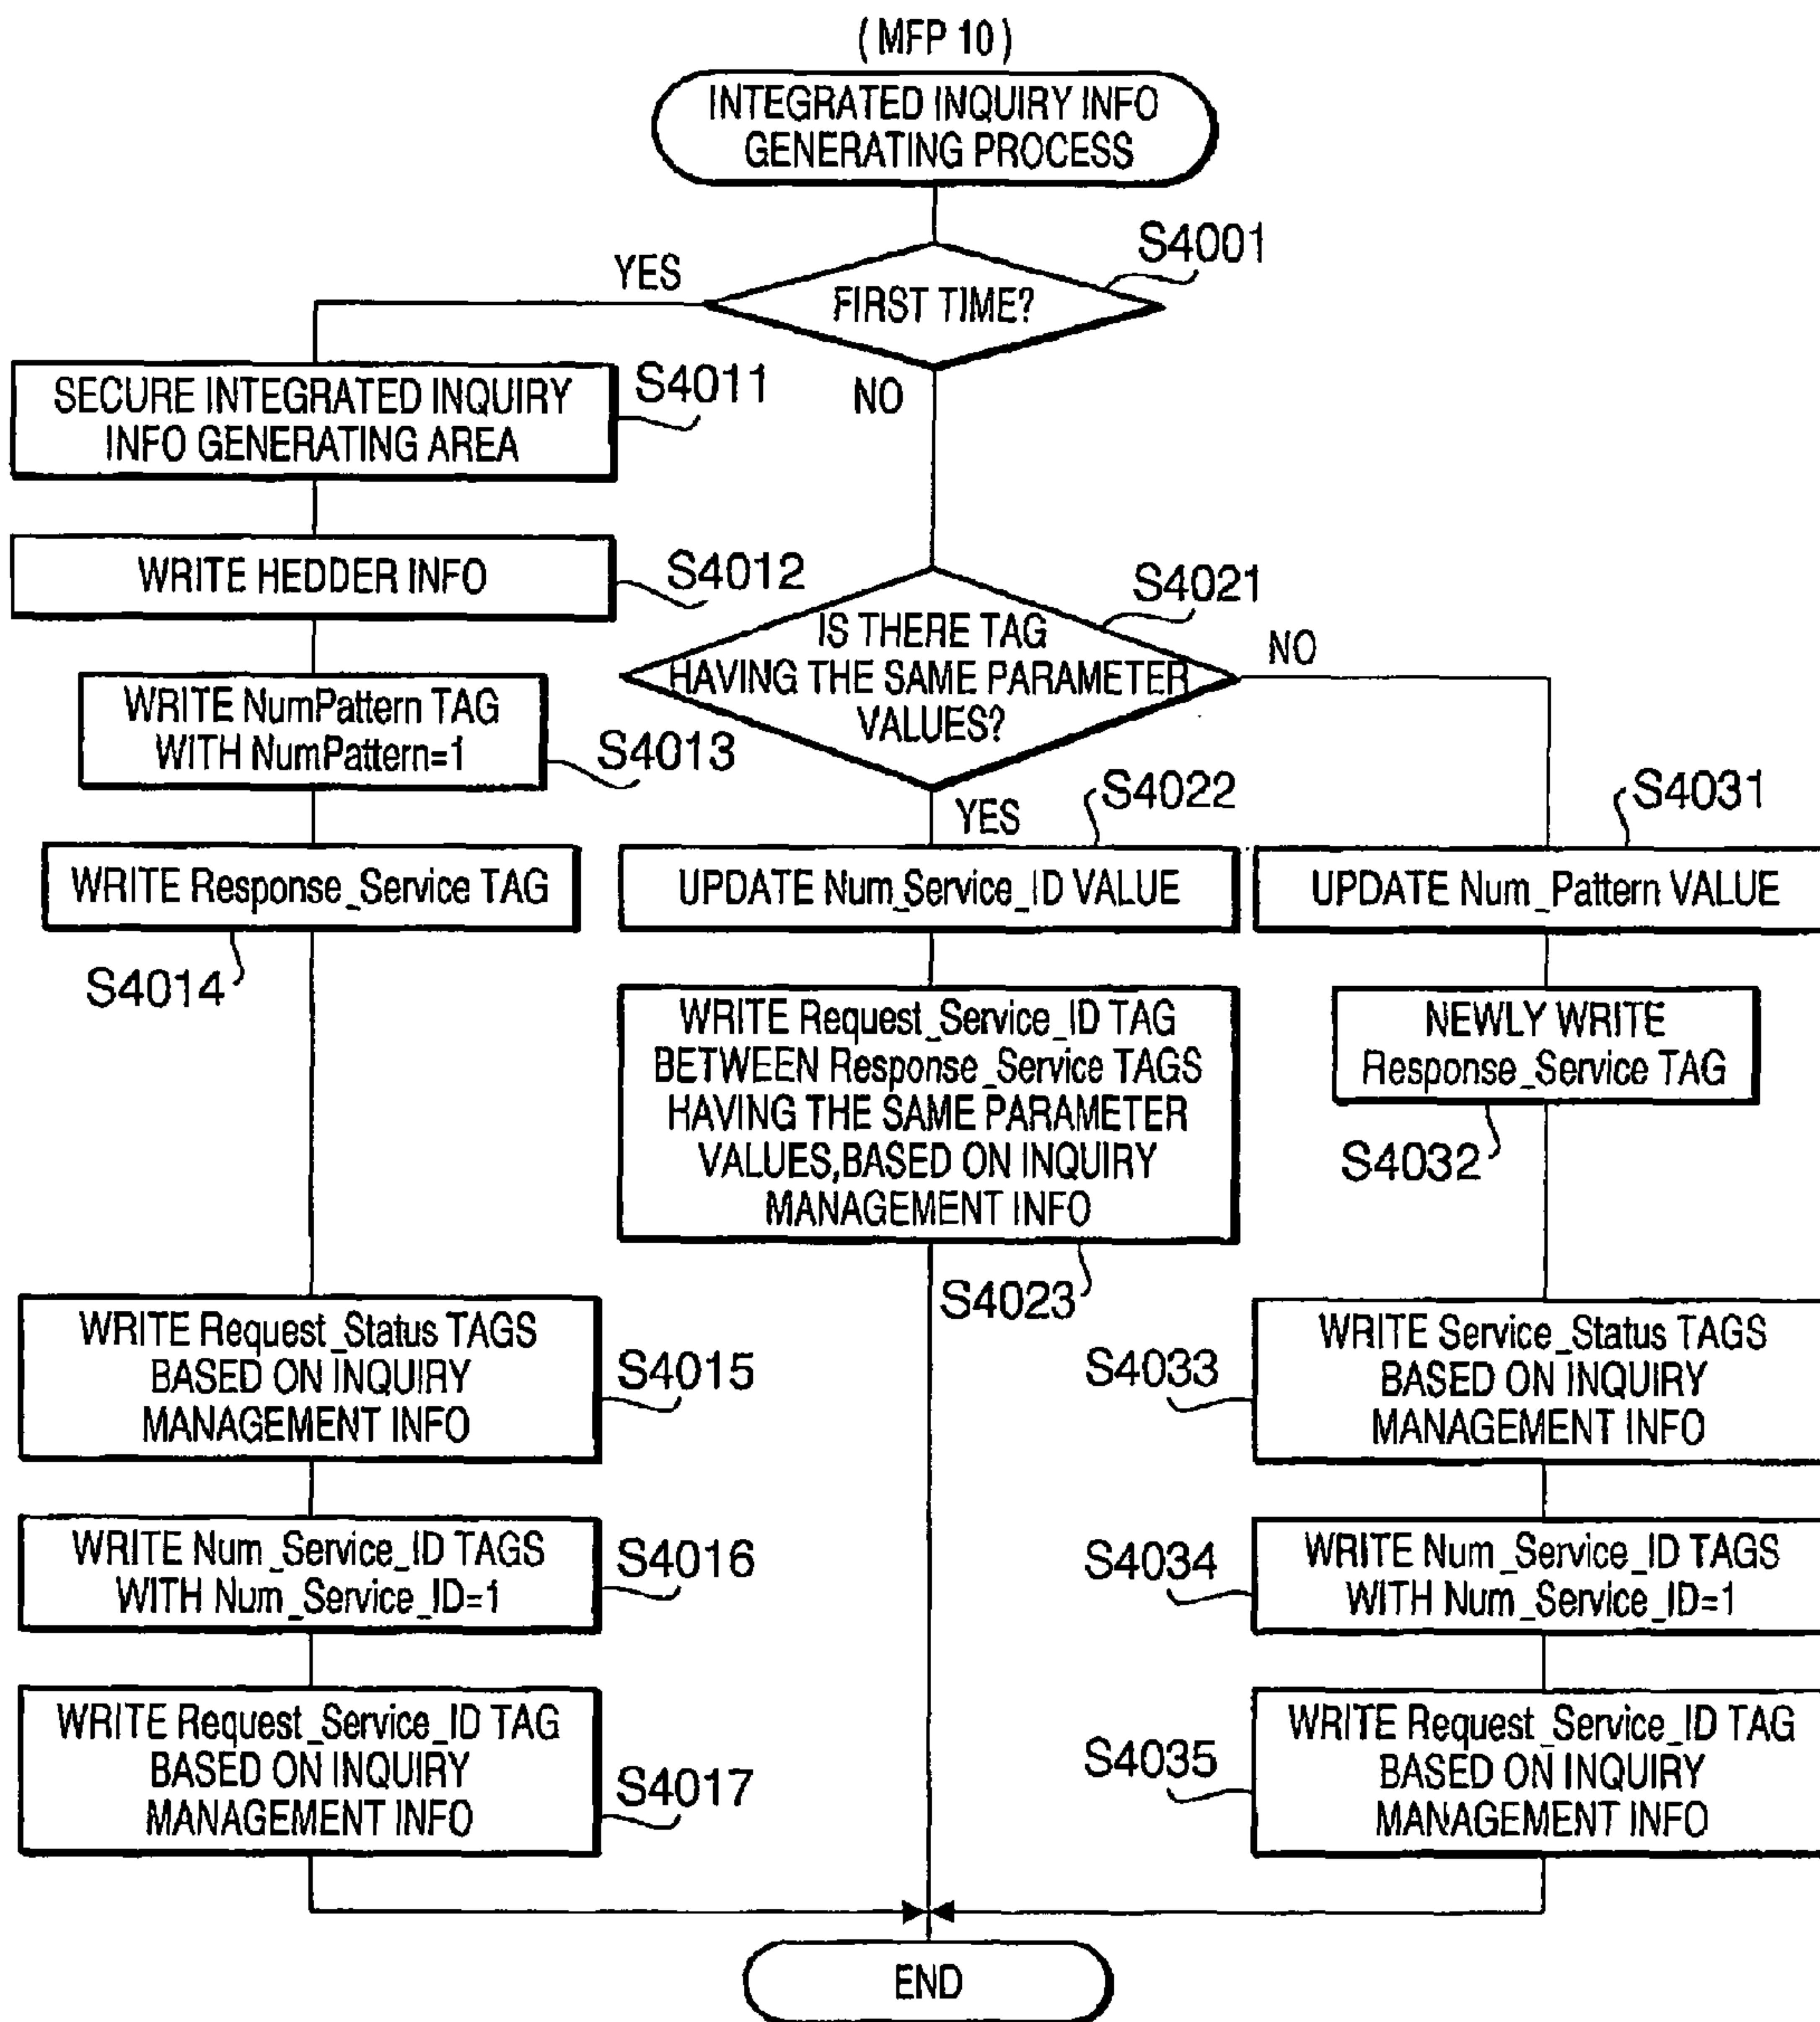 ( MFP 10 )
INTEGRATED INQUIRY INFO
GENERATING PROCESS
S4001
YES
FIRST TIME?
NO
SECURE INTEGRATED INQUIRY
INFO GENERATING AREA
S4011
WRITE HEDDER INFO
S4012
WRITE NumPattern TAG
WITH NumPattern=1
S4013
WRITE Response_Service TAG
S4014
WRITE Request_Status TAGS
BASED ON INQUIRY
MANAGEMENT INFO
S4015
WRITE Num_Service_ID TAGS
WITH Num_Service_ID=1
S4016
WRITE Request_Service_ID TAG
BASED ON INQUIRY
MANAGEMENT INFO
S4017
S4021
IS THERE TAG
HAVING THE SAME PARAMETER
VALUES?
NO
YES
S4022
UPDATE Num_Service_ID VALUE
WRITE Request_Service_ID TAG
BETWEEN Response_Service TAGS
HAVING THE SAME PARAMETER
VALUES,BASED ON INQUIRY
MANAGEMENT INFO
S4023
S4031
UPDATE Num_Pattern VALUE
NEWLY WRITE
Response_Service TAG
S4032
WRITE Service_Status TAGS
BASED ON INQUIRY
MANAGEMENT INFO
S4033
WRITE Num_Service_ID TAGS
WITH Num_Service_ID=1
S4034
WRITE Request_Service_ID TAG
BASED ON INQUIRY
MANAGEMENT INFO
S4035
END